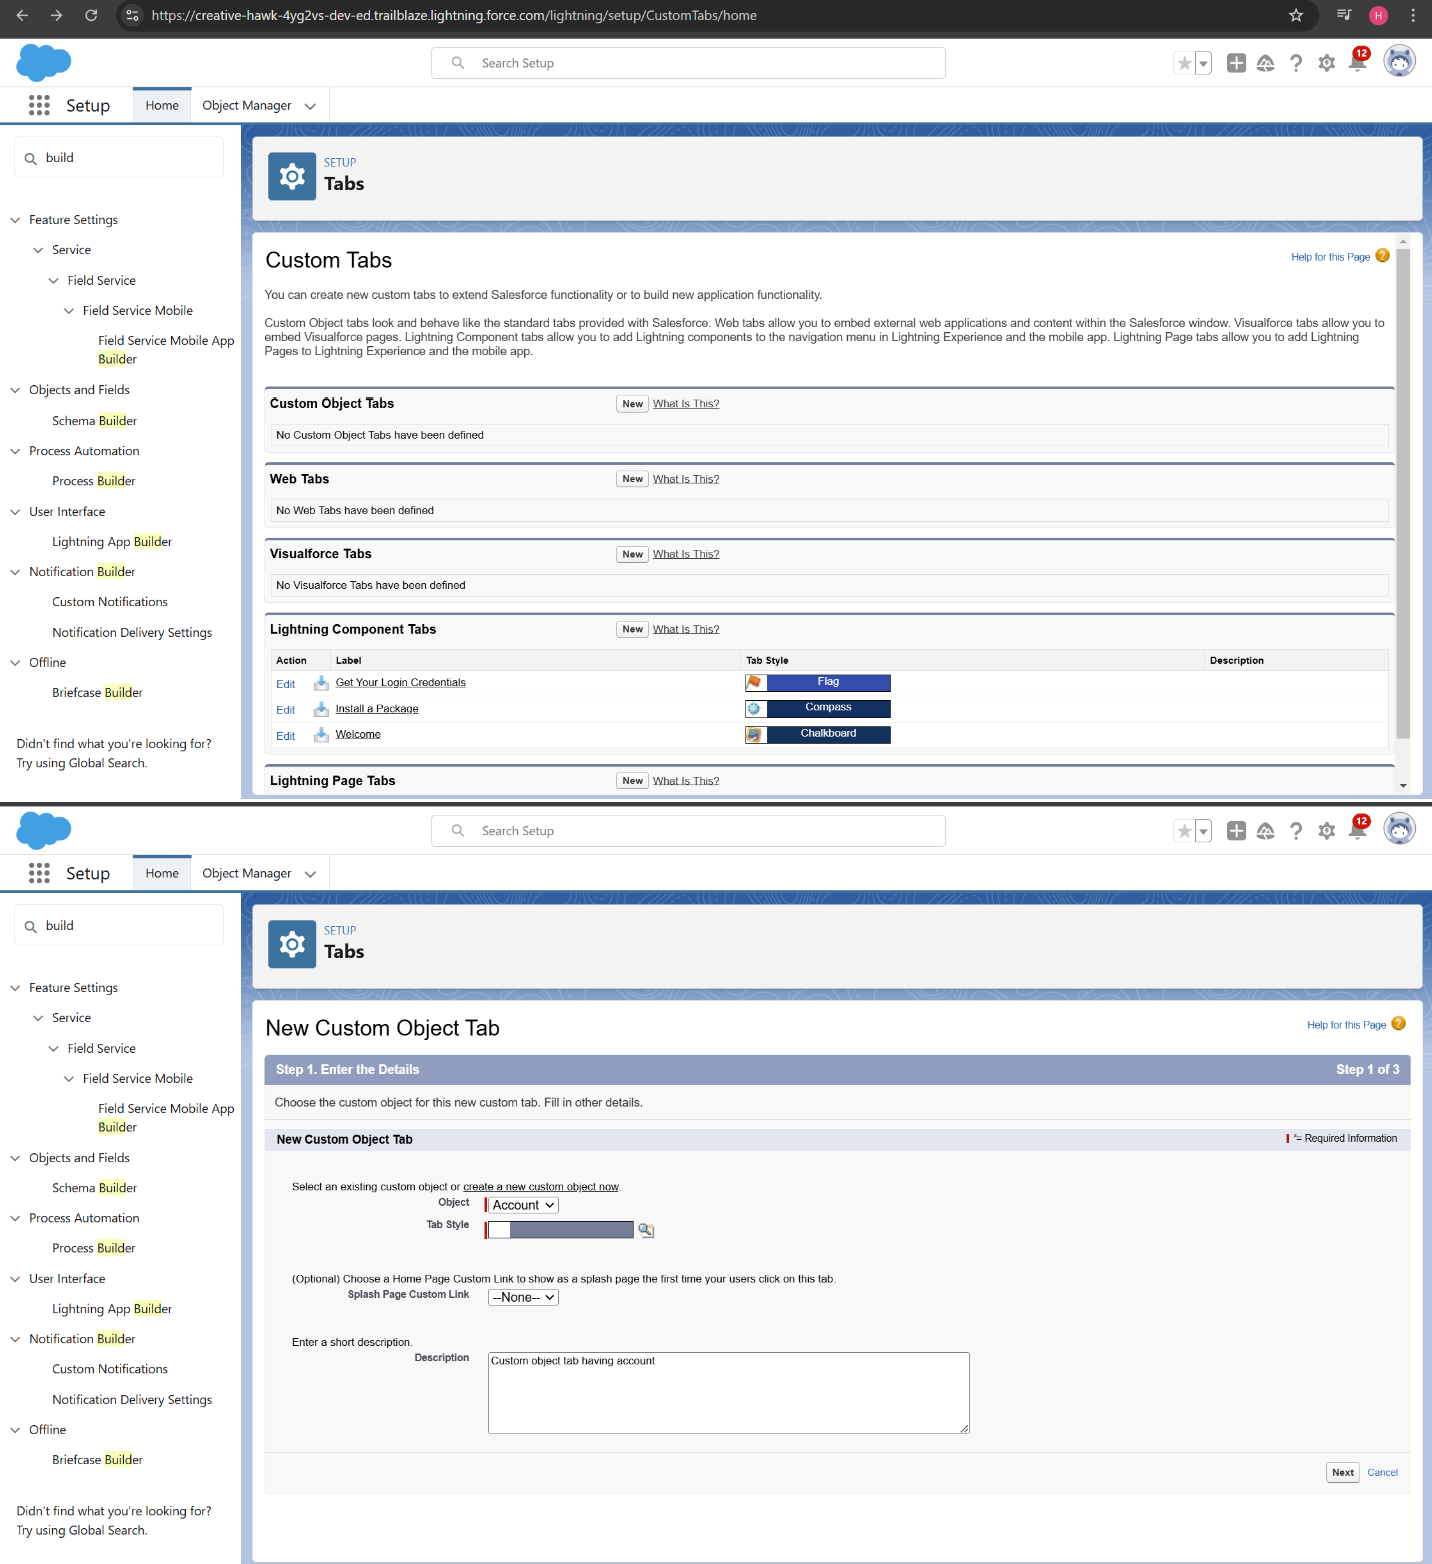 https://creative-hawk-4yg2vs-dev-ed.trailblaze.lightning.force.com/lightning/setup/CustomTabs/home
H
Search Setup
12
Setup
Home
Object Manager
build
Feature Settings
Service
Field Service
Field Service Mobile
Field Service Mobile App
Builder
Objects and Fields
Schema Builder
Process Automation
Process Builder
User Interface
Lightning App Builder
Notification Builder
Custom Notifications
Notification Delivery Settings
Offline
Briefcase Builder
Didn't find what you're looking for?
Try using Global Search.
SETUP
Tabs
Custom Tabs
Help for this Page
You can create new custom tabs to extend Salesforce functionality or to build new application functionality.
Custom Object tabs look and behave like the standard tabs provided with Salesforce. Web tabs allow you to embed external web applications and content within the Salesforce window. Visualforce tabs allow you to
embed Visualforce pages. Lightning Component tabs allow you to add Lightning components to the navigation menu in Lightning Experience and the mobile app. Lightning Page tabs allow you to add Lightning
Pages to Lightning Experience and the mobile app.
Custom Object Tabs New What Is This?
No Custom Object Tabs have been defined
Web Tabs New What Is This?
No Web Tabs have been defined
Visualforce Tabs New What Is This?
No Visualforce Tabs have been defined
Lightning Component Tabs New What Is This?
Action Label Tab Style Description
Edit Get Your Login Credentials Flag
Edit Install a Package Compass
Edit Welcome Chalkboard
Lightning Page Tabs New What Is This?
Search Setup
12
Setup
Home
Object Manager
build
Feature Settings
Service
Field Service
Field Service Mobile
Field Service Mobile App
Builder
Objects and Fields
Schema Builder
Process Automation
Process Builder
User Interface
Lightning App Builder
Notification Builder
Custom Notifications
Notification Delivery Settings
Offline
Briefcase Builder
Didn't find what you're looking for?
Try using Global Search.
SETUP
Tabs
New Custom Object Tab
Help for this Page
Step 1. Enter the Details Step 1 of 3
Choose the custom object for this new custom tab. Fill in other details.
New Custom Object Tab *= Required Information
Select an existing custom object or create a new custom object now.
Object Account
Tab Style
(Optional) Choose a Home Page Custom Link to show as a splash page the first time your users click on this tab.
Splash Page Custom Link --None--
Enter a short description.
Description Custom object tab having account
Next Cancel